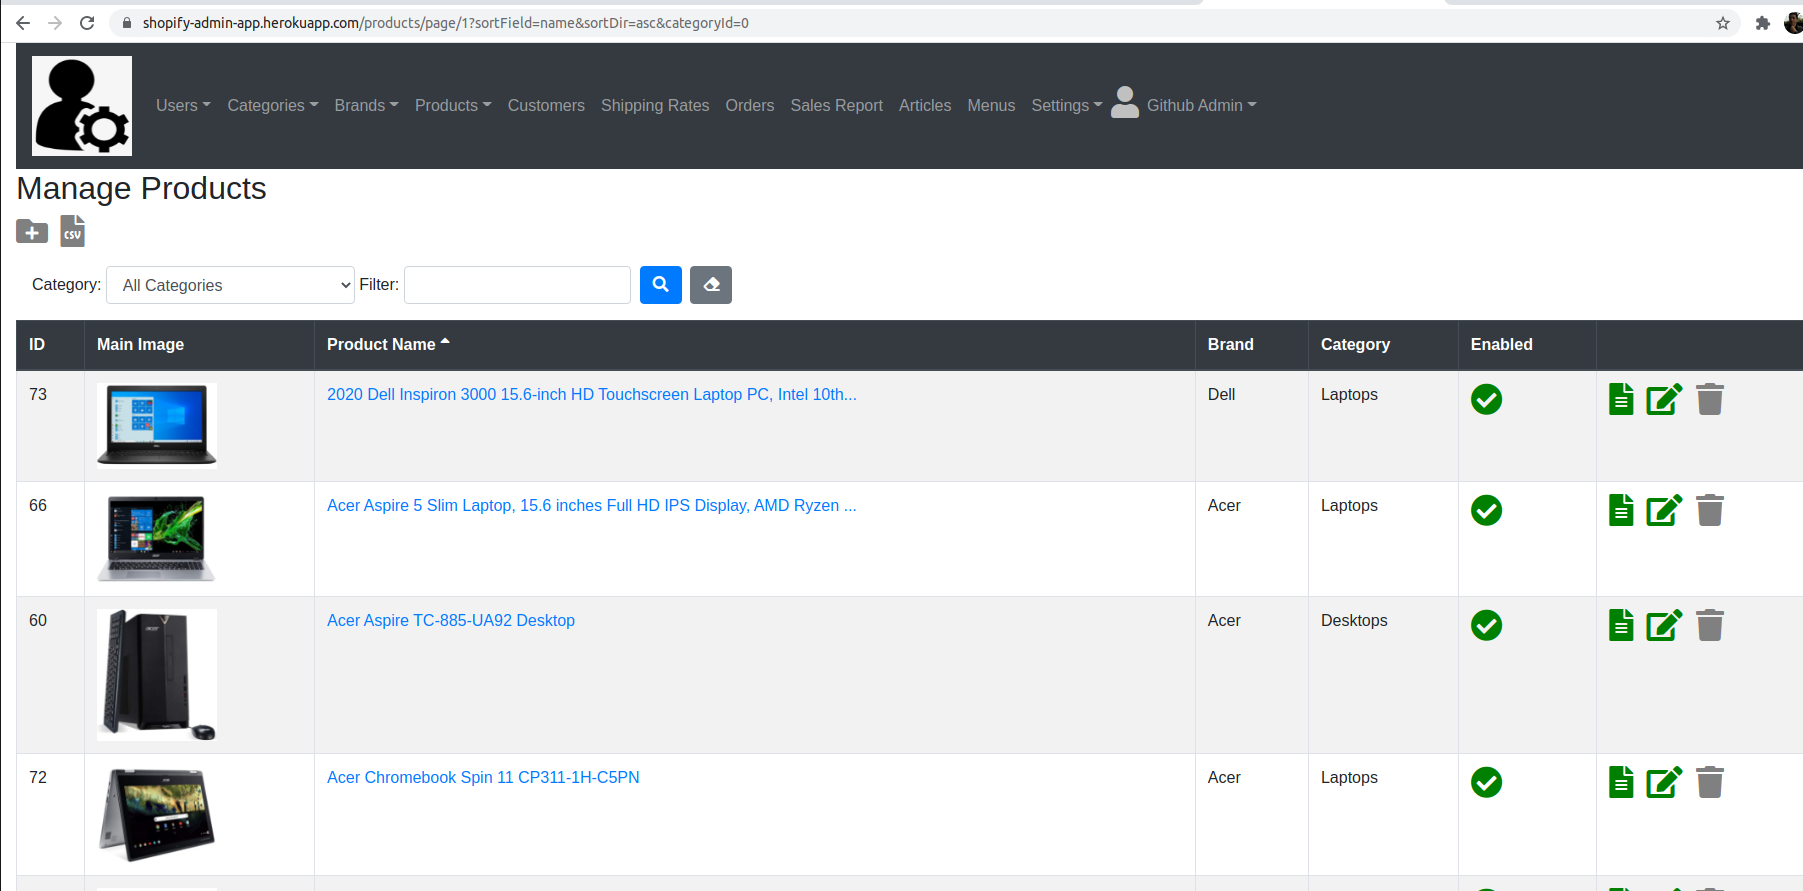 shopify-admin-app.herokuapp.com/products/page/1?sortField=name&sortDir=asc&categoryId=0
Users Categories Brands Products Customers Shipping Rates Orders Sales Report Articles Menus Settings Github Admin
Manage Products
CSV
Category: All Categories Filter:
ID Main Image Product Name Brand Category Enabled
73 2020 Dell Inspiron 3000 15.6-inch HD Touchscreen Laptop PC, Intel 10th... Dell Laptops
66 Acer Aspire 5 Slim Laptop, 15.6 inches Full HD IPS Display, AMD Ryzen ... Acer Laptops
60 Acer Aspire TC-885-UA92 Desktop Acer Desktops
72 Acer Chromebook Spin 11 CP311-1H-C5PN Acer Laptops